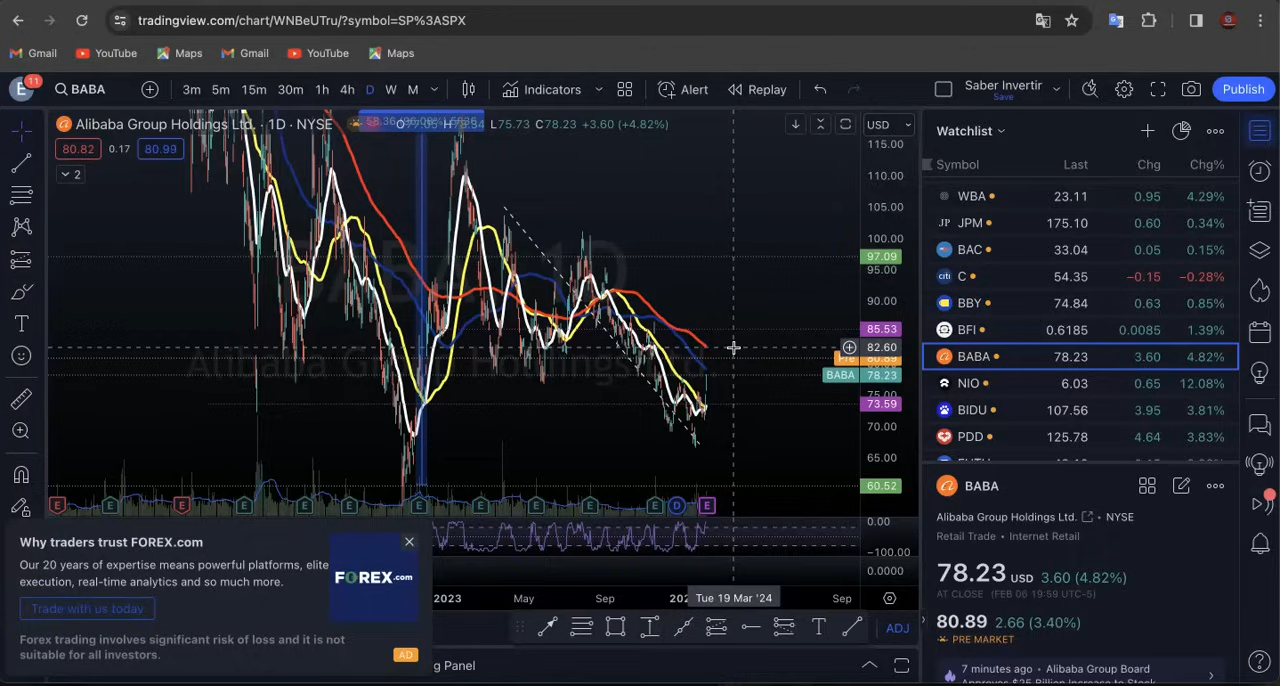 tradingview.com/chart/WNBeUTru/?symbol=SP%3ASPX
Gmail YouTube Maps Gmail YouTube Maps
E 11 BABA 3m 5m 15m 30m 1h 4h D W M Indicators Alert Replay Saber Invertir Save Publish
Alibaba Group Holdings Ltd. · 1D · NYSE L75.73 C78.23 +3.60 (+4.82%) USD
80.82 0.17 80.99
2
115.00
110.00
105.00
100.00
97.09
95.00
90.00
85.53
82.60
BABA 78.23
73.59
70.00
65.00
60.52
0.00
−100.00
0.0000
E E E E E E E E E E E D E
2023 May Sep Tue 19 Mar '24 Sep
ADJ
Watchlist
Symbol Last Chg Chg%
WBA 23.11 0.95 4.29%
JPM 175.10 0.60 0.34%
BAC 33.04 0.05 0.15%
citi C 54.35 −0.15 −0.28%
BBY 74.84 0.63 0.85%
BFI 0.6185 0.0085 1.39%
BABA 78.23 3.60 4.82%
NIO 6.03 0.65 12.08%
BIDU 107.56 3.95 3.81%
PDD 125.78 4.64 3.83%
BABA
Alibaba Group Holdings Ltd. • NYSE
Retail Trade • Internet Retail
78.23 USD 3.60 (4.82%)
AT CLOSE (FEB 06 19:59 UTC-5)
80.89 2.66 (3.40%)
PRE MARKET
7 minutes ago • Alibaba Group Board
Approves $25 Billion Increase to Stock
Why traders trust FOREX.com
Our 20 years of expertise means powerful platforms, elite
execution, real-time analytics and so much more.
FOREX.com
Trade with us today
Forex trading involves significant risk of loss and it is not
suitable for all investors.
AD
ng Panel